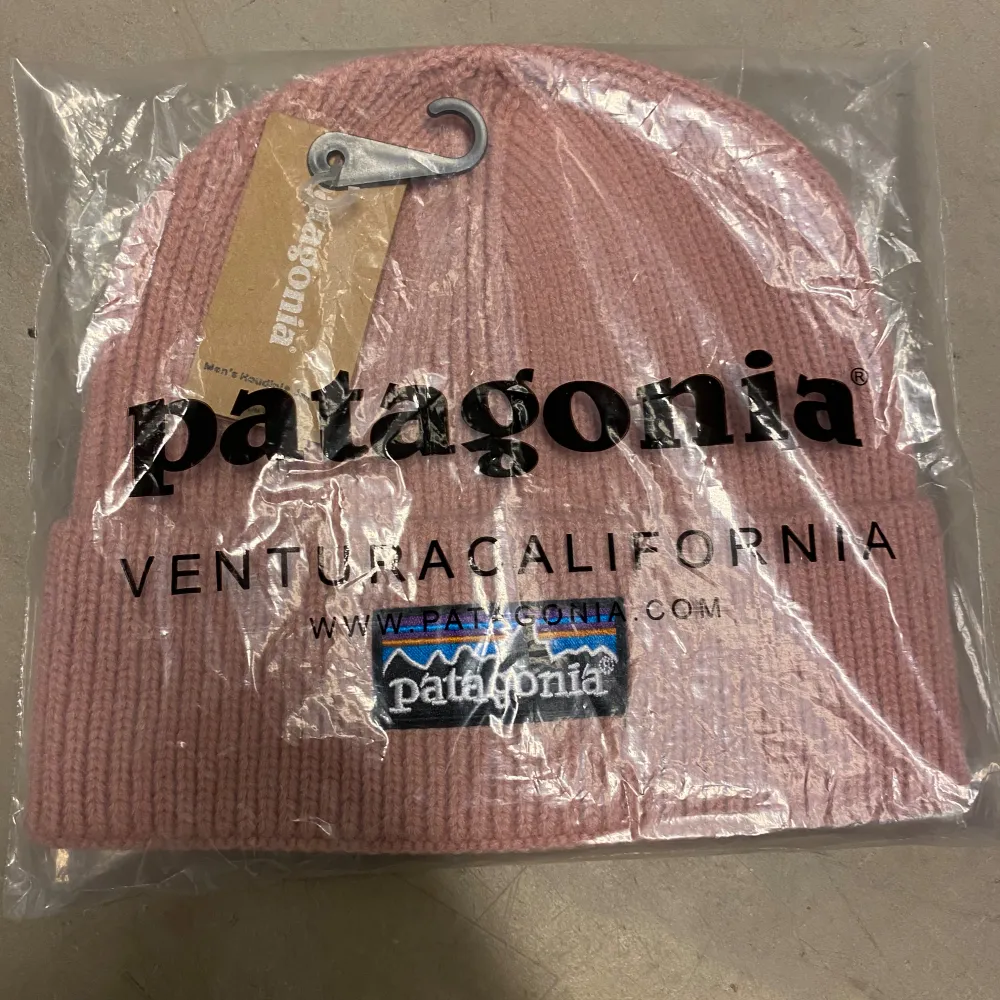 patagonia®
Men's Houdini
patagonia®
VENTURACALIFORNIA
WWW.PATAGONIA.COM
patagonia®